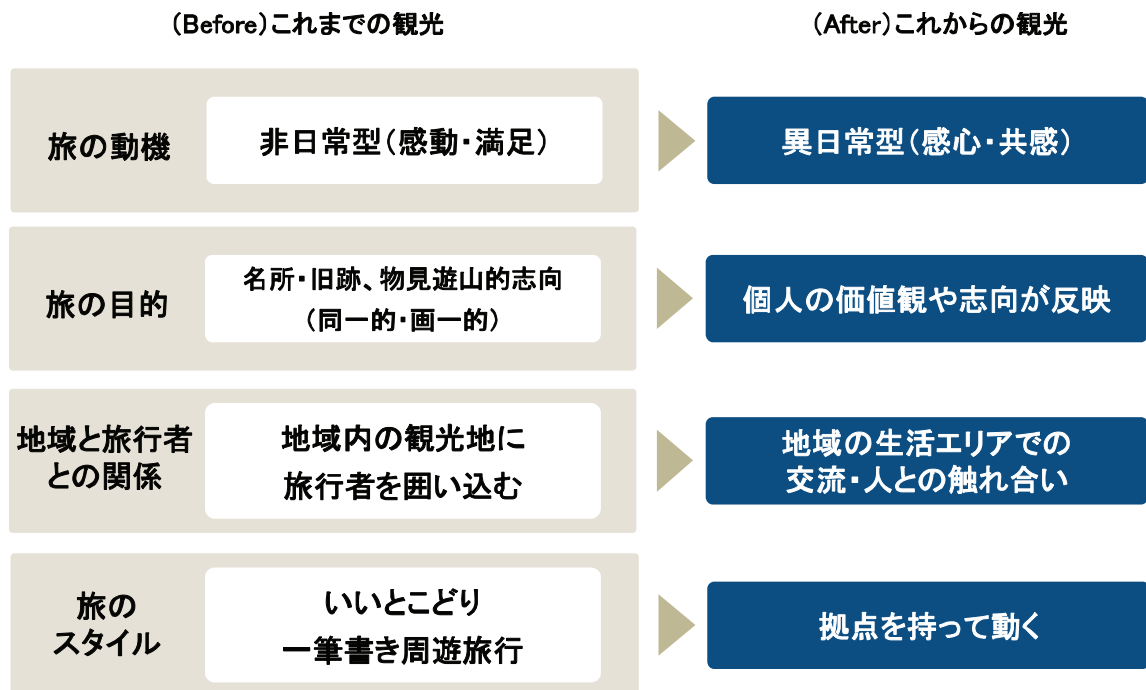 （Before）これまでの観光
（After）これからの観光
旅の動機
非日常型（感動・満足）
異日常型（感心・共感）
旅の目的
名所・旧跡、物見遊山的志向
（同一的・画一的）
個人の価値観や志向が反映
地域と旅行者
との関係
地域内の観光地に
旅行者を囲い込む
地域の生活エリアでの
交流・人との触れ合い
旅の
スタイル
いいとこどり
一筆書き周遊旅行
拠点を持って動く